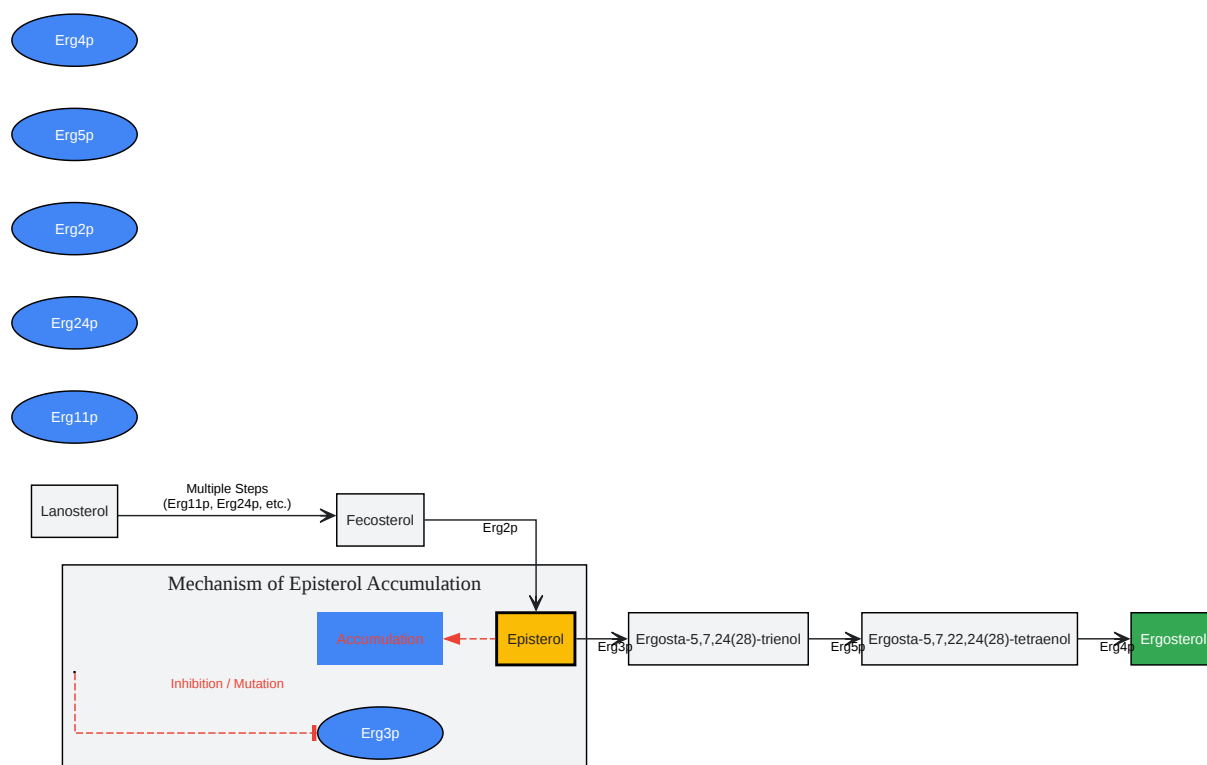 Erg4p
Erg5p
Erg2p
Erg24p
Erg11p
Multiple Steps
(Erg11p, Erg24p, etc.)
Lanosterol
Fecosterol
Erg2p
Mechanism of Episterol Accumulation
Accumulation
Episterol
Erg3p
Ergosta-5,7,24(28)-trienol
Erg5p
Ergosta-5,7,22,24(28)-tetraenol
Erg4p
Ergosterol
Inhibition / Mutation
Erg3p